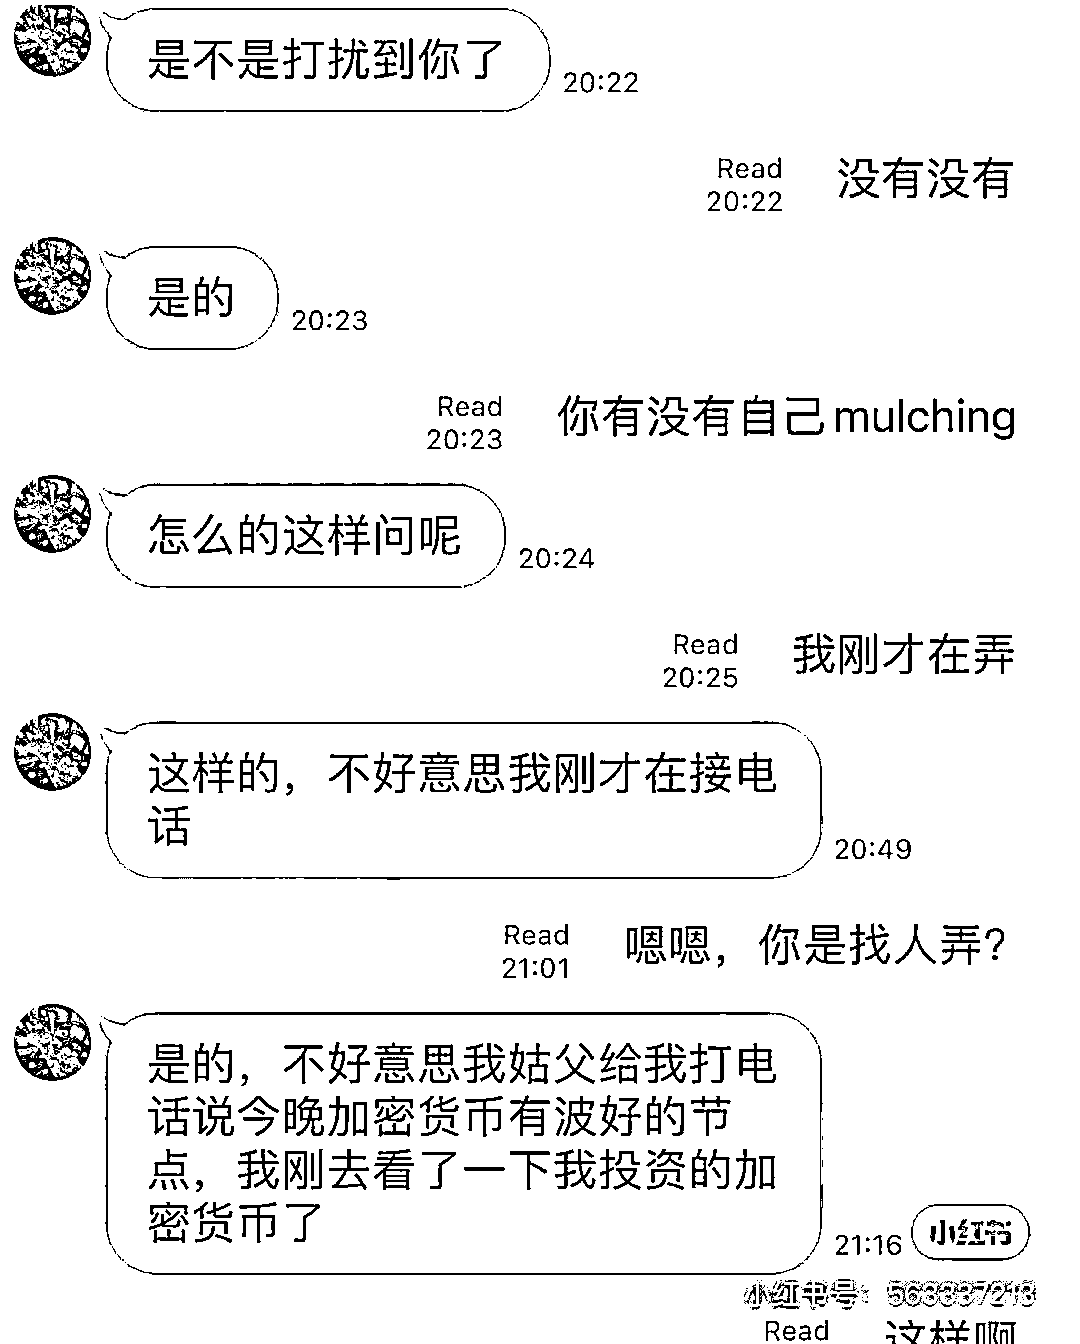 是不是打扰到你了
20:22
Read
20:22
没有没有
是的
20:23
Read
20:23
你有没有自己mulching
怎么的这样问呢
20:24
Read
20:25
我刚才在弄
这样的，不好意思我刚才在接电
话
20:49
Read
21:01
嗯嗯，你是找人弄？
是的，不好意思我姑父给我打电
话说今晚加密货币有波好的节
点，我刚去看了一下我投资的加
密货币了
21:16
小红书
小红书号：563337213
Read
这样啊